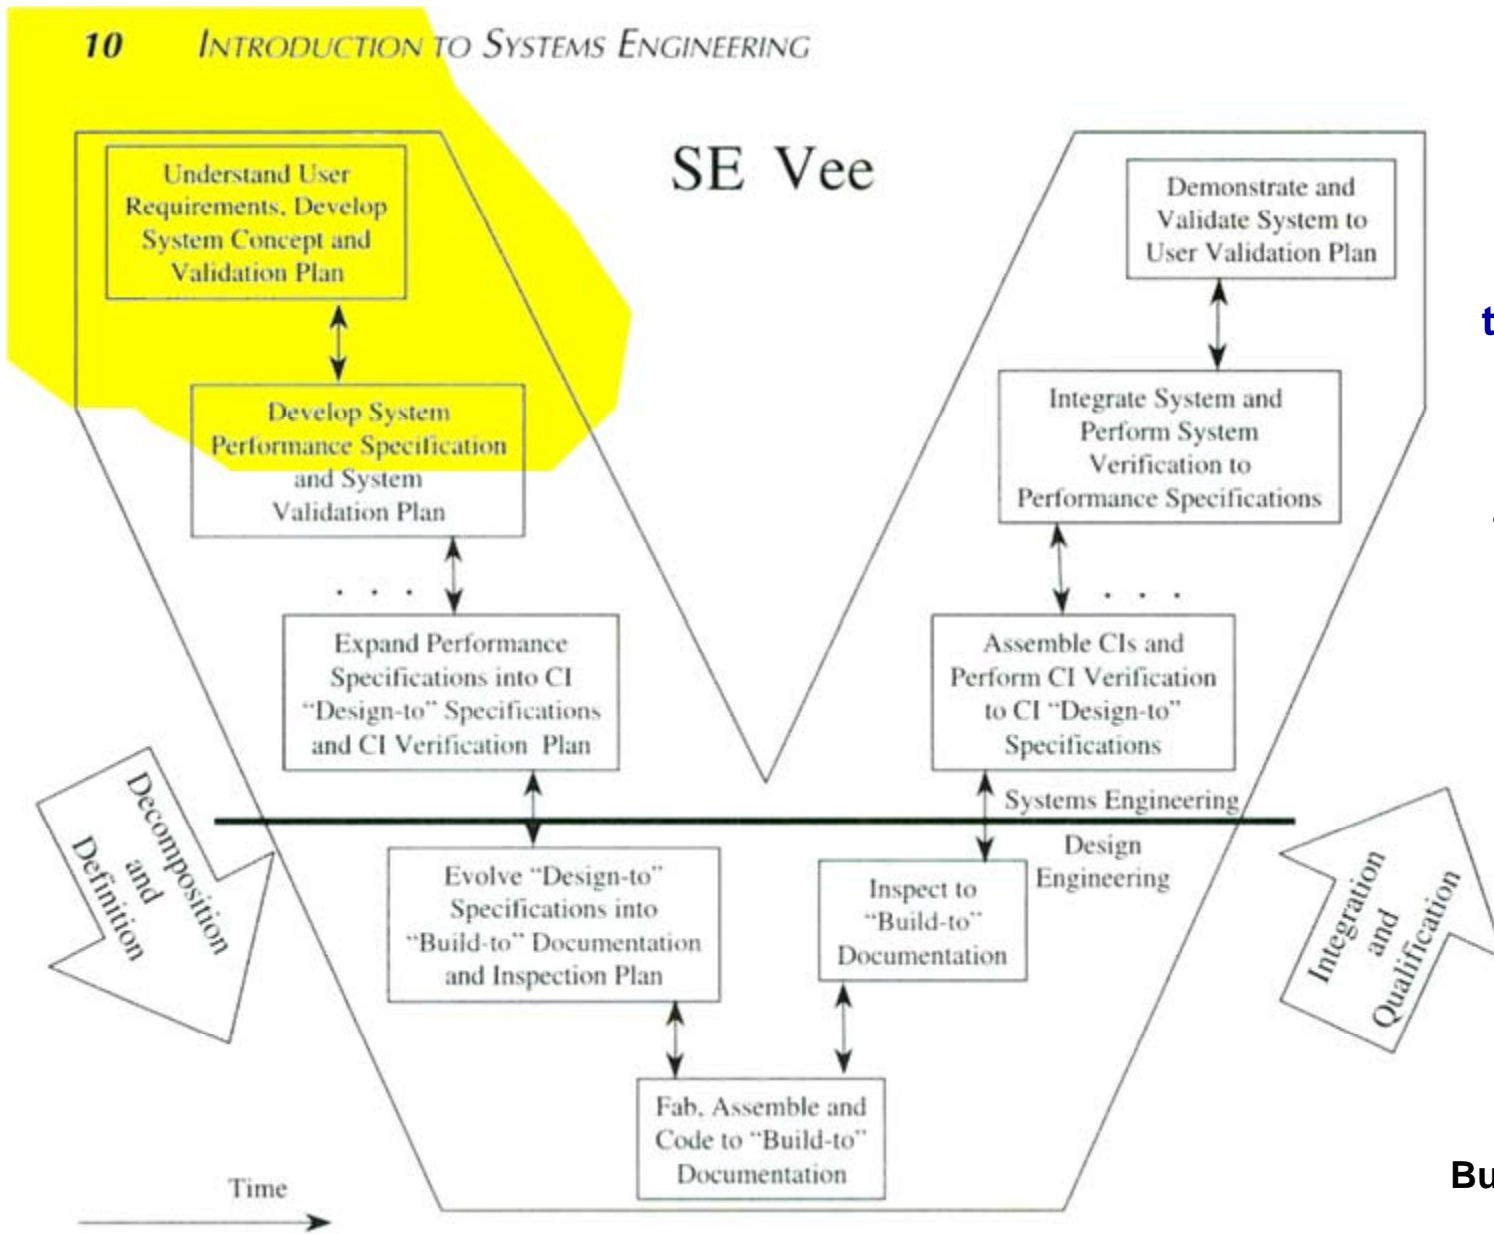 10 INTRODUCTION TO SYSTEMS ENGINEERING
SE Vee
Understand User
Requirements, Develop
System Concept and
Validation Plan
Develop System
Performance Specification
and System
Validation Plan
. . .
Expand Performance
Specifications into CI
“Design-to” Specifications
and CI Verification Plan
Evolve “Design-to”
Specifications into
“Build-to” Documentation
and Inspection Plan
Fab, Assemble and
Code to “Build-to”
Documentation
Inspect to
“Build-to”
Documentation
Assemble CIs and
Perform CI Verification
to CI “Design-to”
Specifications
. . .
Integrate System and
Perform System
Verification to
Performance Specifications
Demonstrate and
Validate System to
User Validation Plan
Systems Engineering
Design
Engineering
Decomposition
and
Definition
Integration
and
Qualification
Time
t
Bu